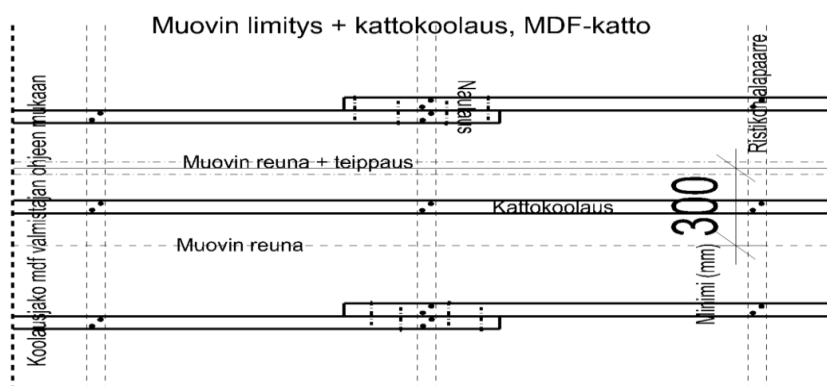 Muovin limitys + kattokoolaus, MDF-katto
Koolausjako mdf valmistajan ohjeen mukaan
Naulaus
Ristikon alapaarre
Muovin reuna + teippaus
Kattokoolaus
300
Muovin reuna
Minimi (mm)